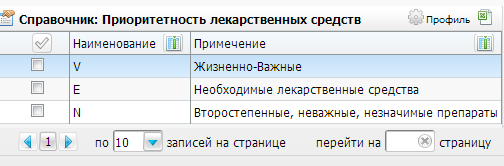 Справочник: Приоритетность лекарственных средств Профиль
Наименование Примечение
V Жизненно-Важные
E Необходимые лекарственные средства
N Второстепенные, неважные, незначимые препараты
1 по 10 записей на странице перейти на страницу